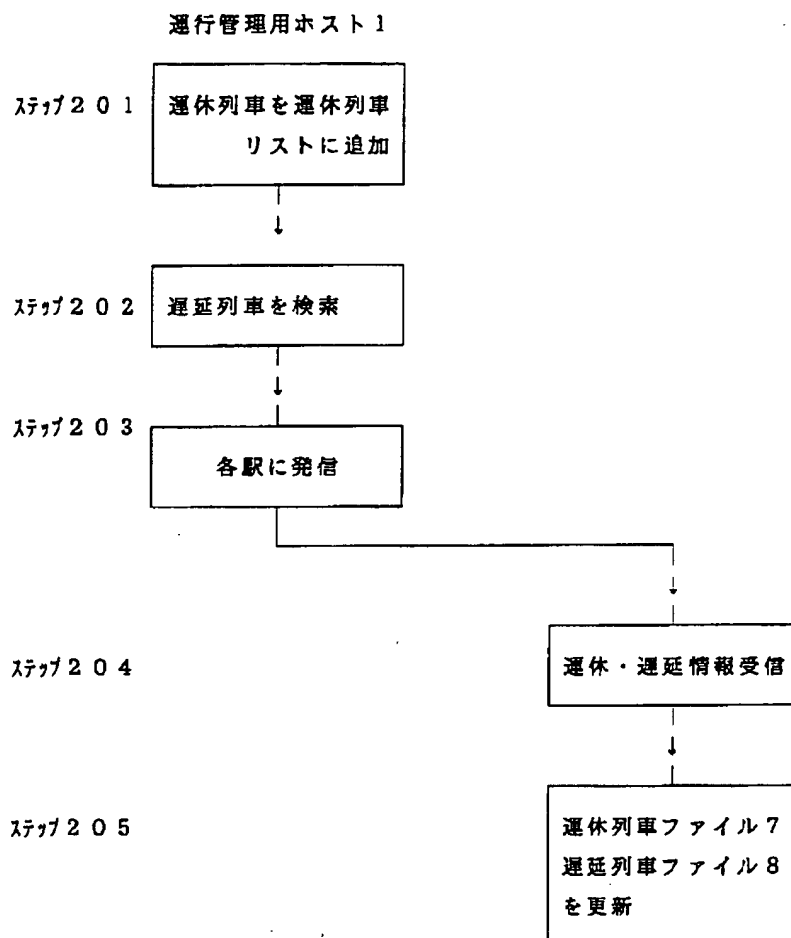 運行管理用ホスト1
ステップ201
運休列車を運休列車
リストに追加
ステップ202
遅延列車を検索
ステップ203
各駅に発信
ステップ204
運休・遅延情報受信
ステップ205
運休列車ファイル7
遅延列車ファイル8
を更新